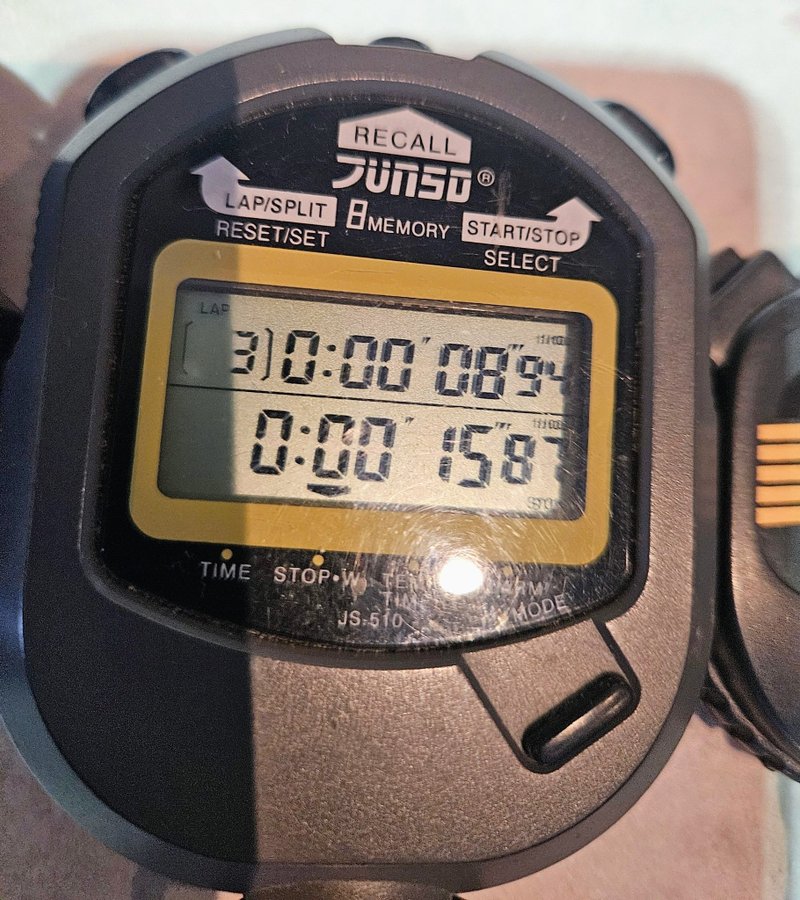 RECALL
JUNSD®
LAP/SPLIT
RESET/SET
8 MEMORY
START/STOP
SELECT
LAP
(3) 0:00" 08"'94
0:00" 15"'87
TIME
STOP•W
MODE
JS-510